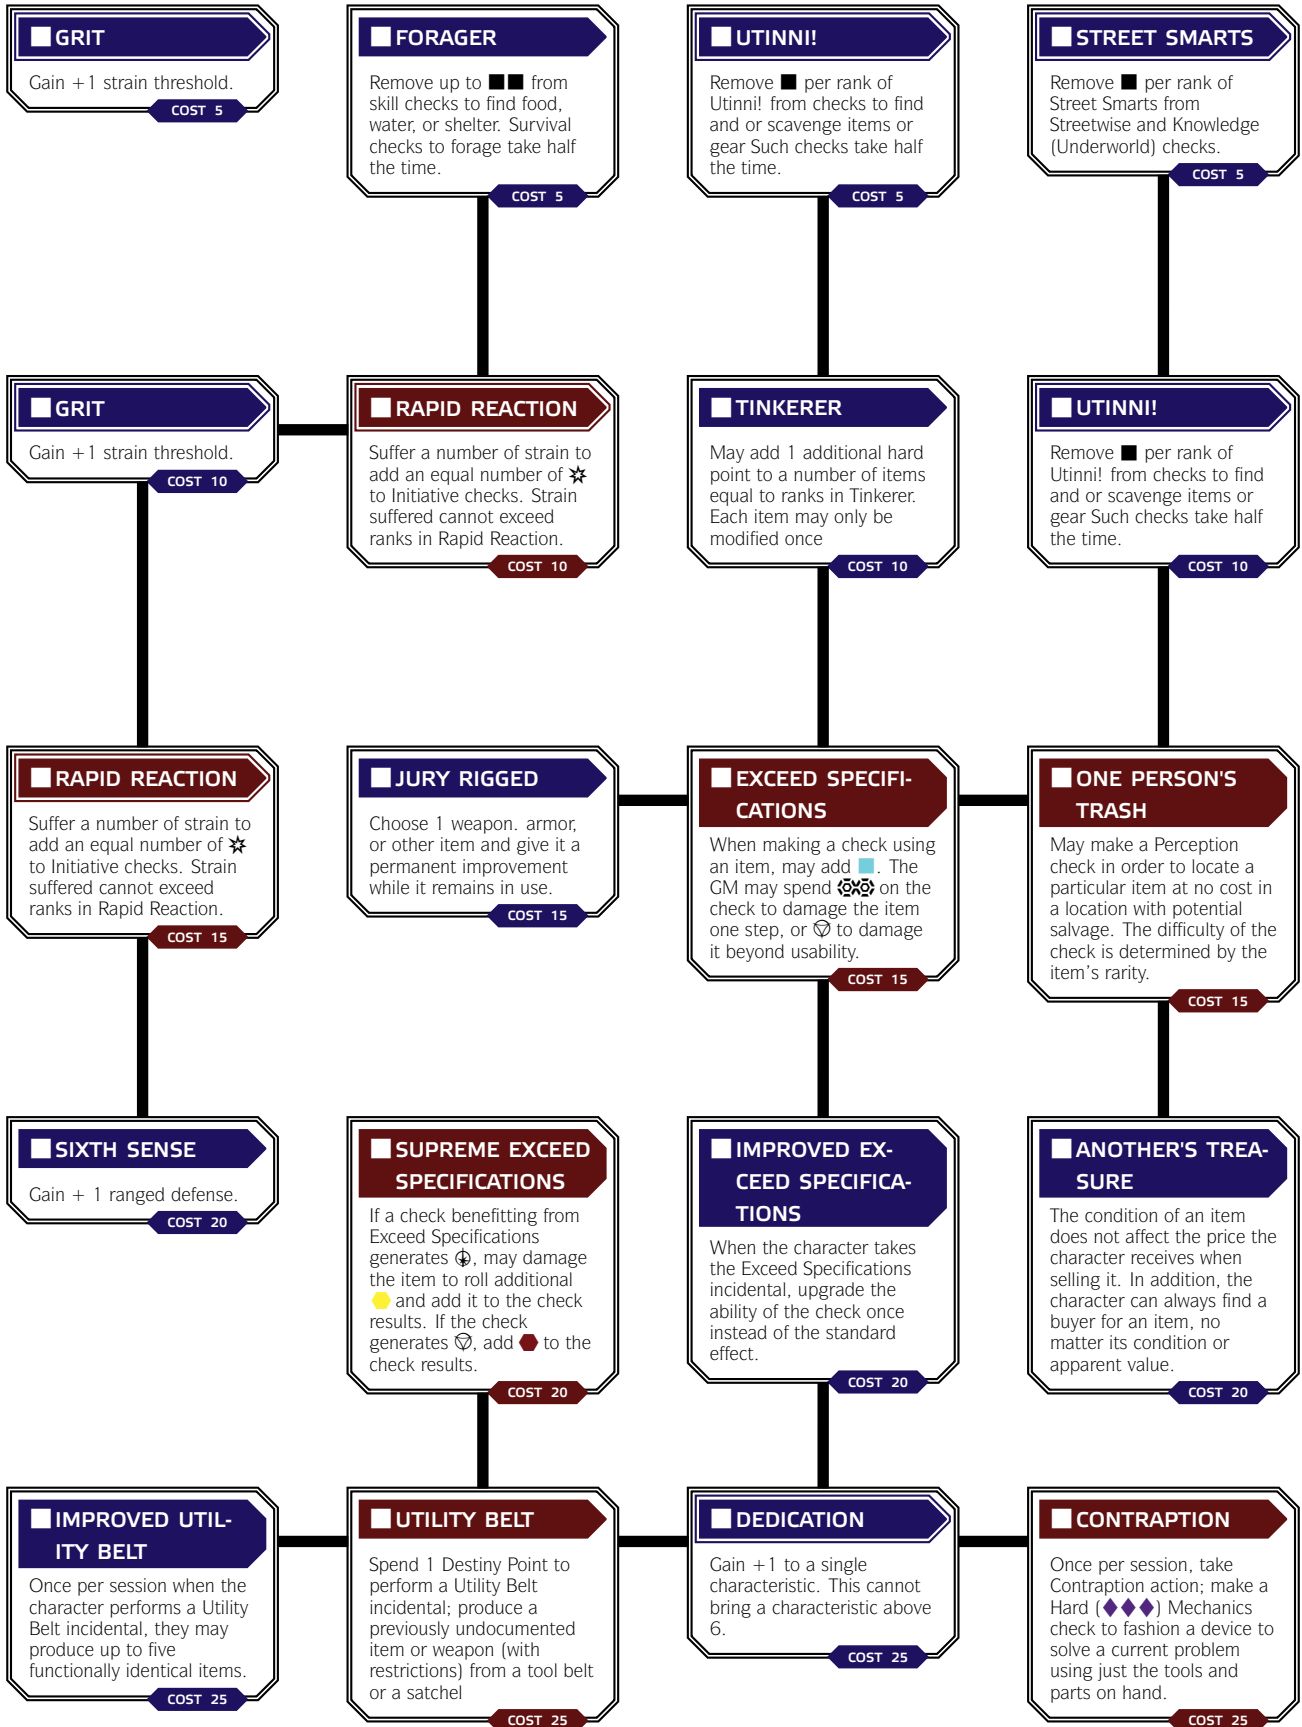 GRIT
Gain +1 strain threshold.
COST 5
FORAGER
Remove up to ■■ from
skill checks to find food,
water, or shelter. Survival
checks to forage take half
the time.
COST 5
UTINNI!
Remove ■ per rank of
Utinni! from checks to find
and or scavenge items or
gear Such checks take half
the time.
COST 5
STREET SMARTS
Remove ■ per rank of
Street Smarts from
Streetwise and Knowledge
(Underworld) checks.
COST 5
GRIT
Gain +1 strain threshold.
COST 10
RAPID REACTION
Suffer a number of strain to
add an equal number of
to Initiative checks. Strain
suffered cannot exceed
ranks in Rapid Reaction.
COST 10
TINKERER
May add 1 additional hard
point to a number of items
equal to ranks in Tinkerer.
Each item may only be
modified once
COST 10
UTINNI!
Remove ■ per rank of
Utinni! from checks to find
and or scavenge items or
gear Such checks take half
the time.
COST 10
RAPID REACTION
Suffer a number of strain to
add an equal number of
to Initiative checks. Strain
suffered cannot exceed
ranks in Rapid Reaction.
COST 15
JURY RIGGED
Choose 1 weapon. armor,
or other item and give it a
permanent improvement
while it remains in use.
COST 15
EXCEED SPECIFI-
CATIONS
When making a check using
an item, may add ■. The
GM may spend on the
check to damage the item
one step, or to damage
it beyond usability.
COST 15
ONE PERSON'S
TRASH
May make a Perception
check in order to locate a
particular item at no cost in
a location with potential
salvage. The difficulty of the
check is determined by the
item's rarity.
COST 15
SIXTH SENSE
Gain + 1 ranged defense.
COST 20
SUPREME EXCEED
SPECIFICATIONS
If a check benefitting from
Exceed Specifications
generates , may damage
the item to roll additional
and add it to the check
results. If the check
generates , add to the
check results.
COST 20
IMPROVED EX-
CEED SPECIFICA-
TIONS
When the character takes
the Exceed Specifications
incidental, upgrade the
ability of the check once
instead of the standard
effect.
COST 20
ANOTHER'S TREA-
SURE
The condition of an item
does not affect the price the
character receives when
selling it. In addition, the
character can always find a
buyer for an item, no
matter its condition or
apparent value.
COST 20
IMPROVED UTIL-
ITY BELT
Once per session when the
character performs a Utility
Belt incidental, they may
produce up to five
functionally identical items.
COST 25
UTILITY BELT
Spend 1 Destiny Point to
perform a Utility Belt
incidental; produce a
previously undocumented
item or weapon (with
restrictions) from a tool belt
or a satchel
COST 25
DEDICATION
Gain +1 to a single
characteristic. This cannot
bring a characteristic above
6.
COST 25
CONTRAPTION
Once per session, take
Contraption action; make a
Hard (◆◆◆) Mechanics
check to fashion a device to
solve a current problem
using just the tools and
parts on hand.
COST 25